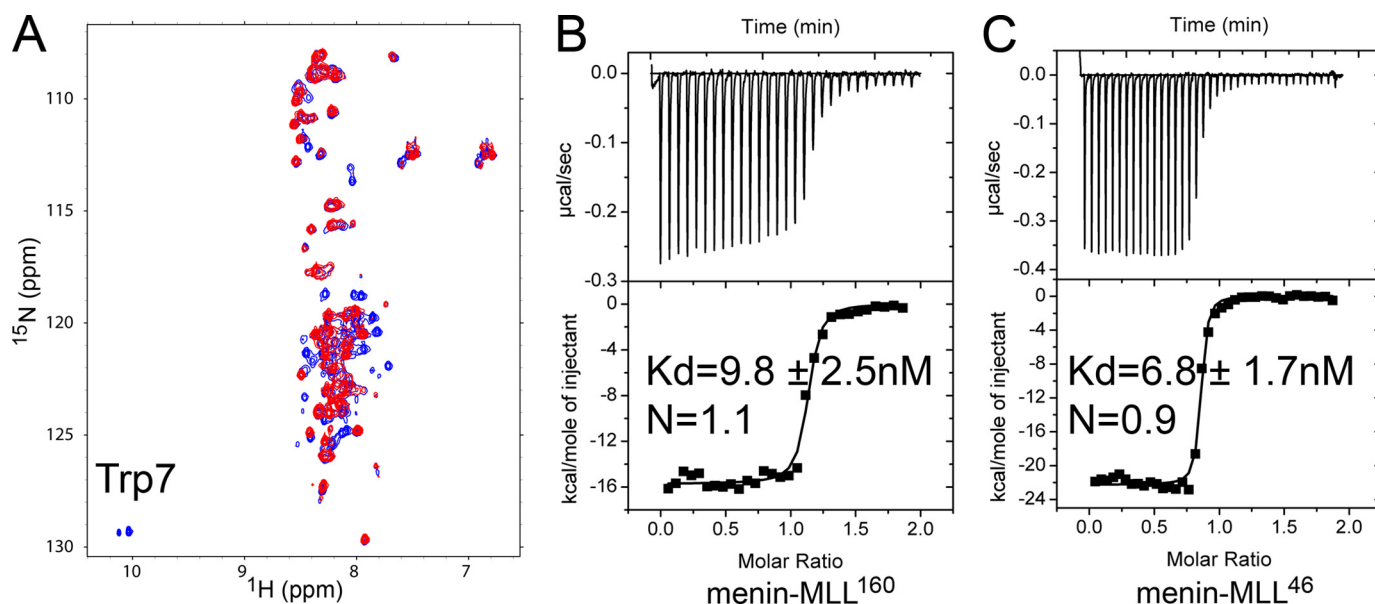 A
110
115
120
125
130
15N (ppm)
Trp7
10
9
8
7
1H (ppm)
B
Time (min)
0.0
-0.1
-0.2
-0.3
µcal/sec
0
-4
-8
-12
-16
kcal/mole of injectant
Kd=9.8 ± 2.5nM
N=1.1
0.0 0.5 1.0 1.5 2.0
Molar Ratio
menin-MLL160
C
Time (min)
0.0
-0.1
-0.2
-0.3
-0.4
µcal/sec
0
-4
-8
-12
-16
-20
-24
kcal/mole of injectant
Kd=6.8 ± 1.7nM
N=0.9
0.0 0.5 1.0 1.5 2.0
Molar Ratio
menin-MLL46